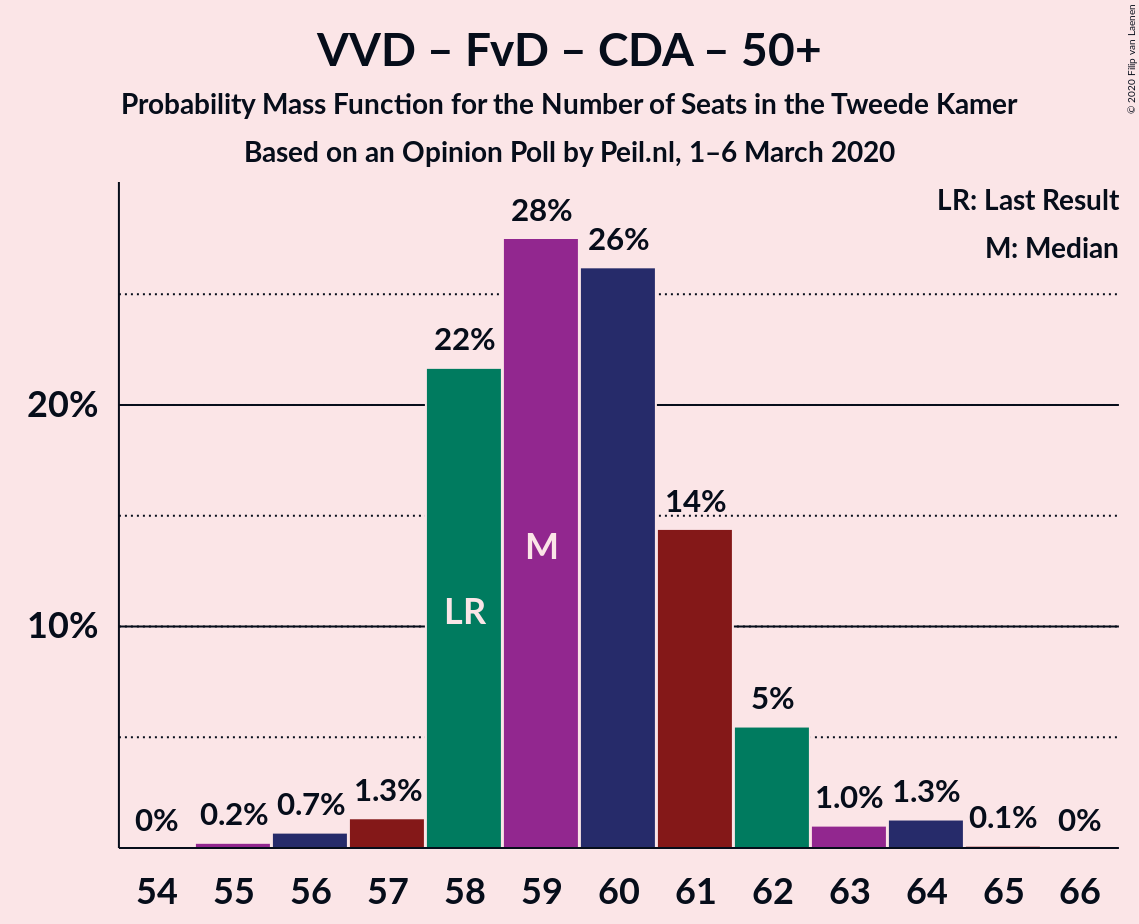 VVD – FvD – CDA – 50+
Probability Mass Function for the Number of Seats in the Tweede Kamer
Based on an Opinion Poll by Peil.nl, 1–6 March 2020
© 2020 Filip van Laenen
LR: Last Result
M: Median
28%
26%
22%
20%
14%
M
LR
10%
5%
0% 0.2% 0.7% 1.3% 1.0% 1.3% 0.1% 0%
54 55 56 57 58 59 60 61 62 63 64 65 66